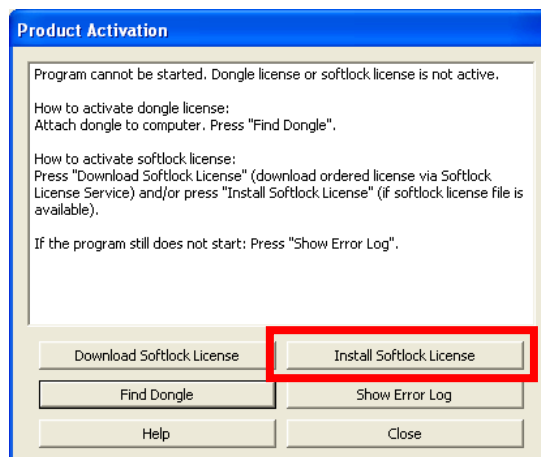 Product Activation
Program cannot be started. Dongle license or softlock license is not active.
How to activate dongle license:
Attach dongle to computer. Press "Find Dongle".
How to activate softlock license:
Press "Download Softlock License" (download ordered license via Softlock
License Service) and/or press "Install Softlock License" (if softlock license file is
available).
If the program still does not start: Press "Show Error Log".
Download Softlock License
Install Softlock License
Find Dongle
Show Error Log
Help
Close